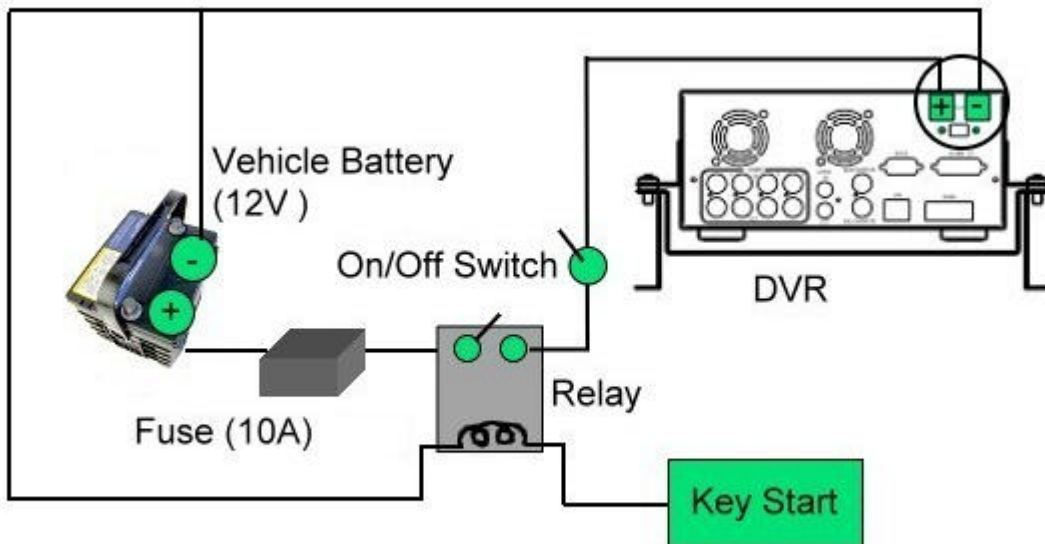 Vehicle Battery
(12V )
-
+
On/Off Switch
+
-
DVR
Fuse (10A)
Relay
Key Start